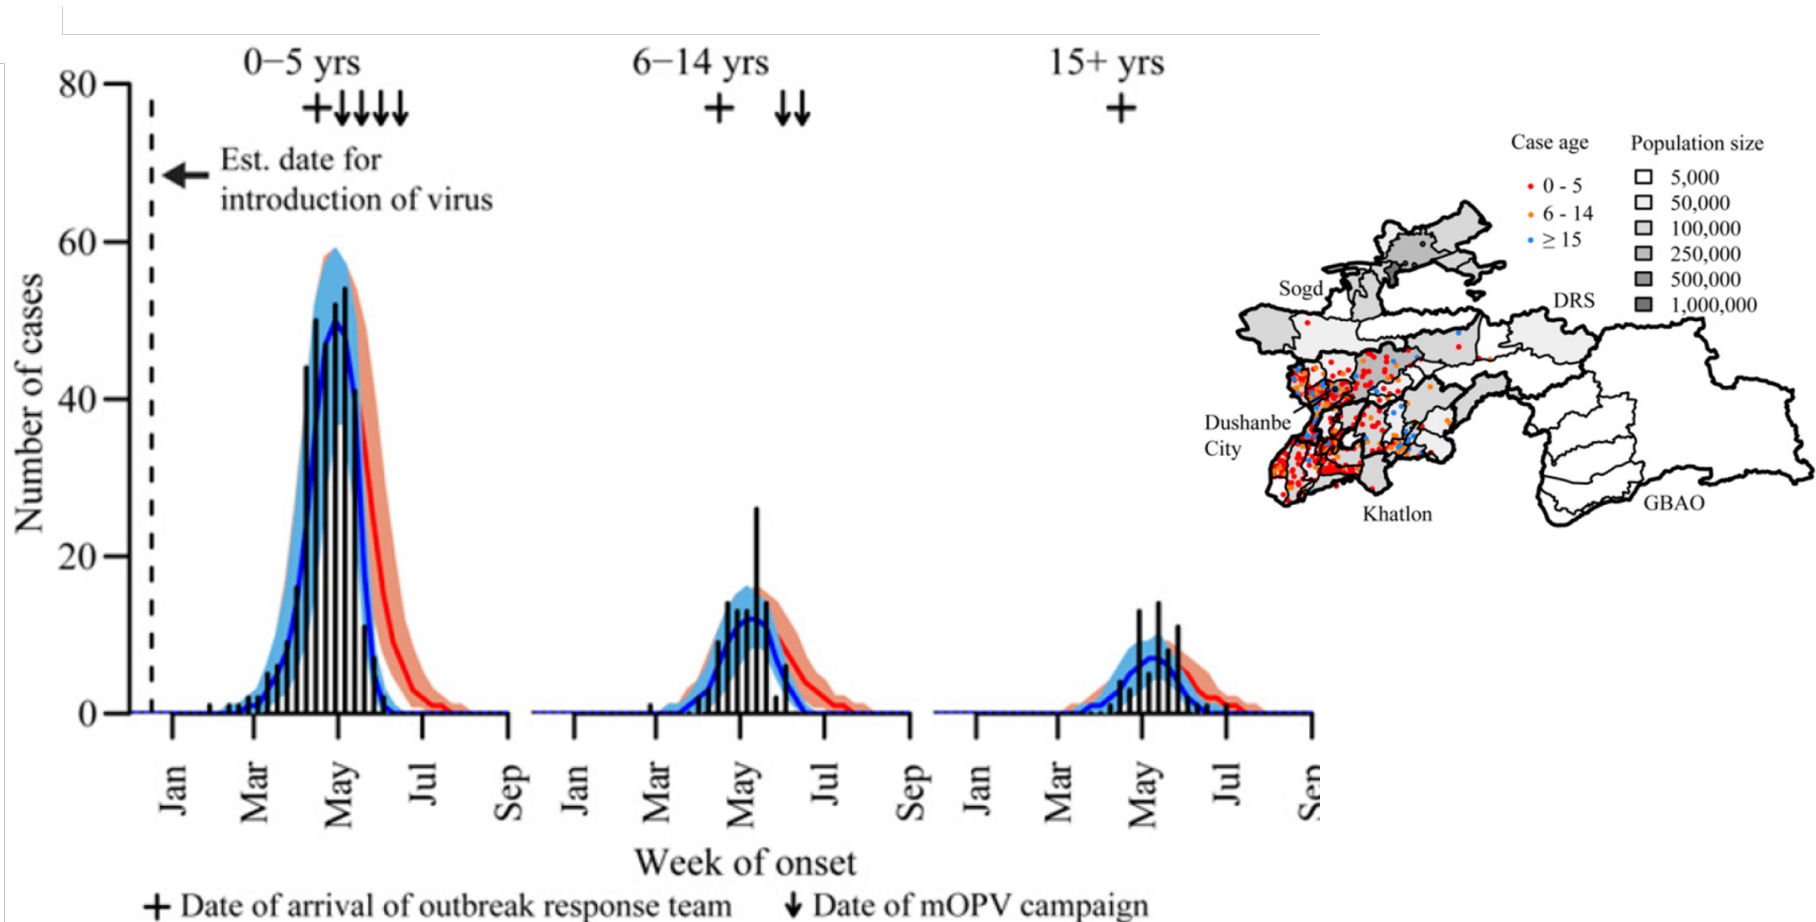 0–5 yrs
6–14 yrs
15+ yrs
80
60
40
20
0
Est. date for
introduction of virus
Number of cases
Jan
Mar
May
Jul
Sep
Jan
Mar
May
Jul
Sep
Jan
Mar
May
Jul
Week of onset
+ Date of arrival of outbreak response team
↓ Date of mOPV campaign
Case age
0 - 5
6 - 14
≥ 15
Population size
5,000
50,000
100,000
250,000
500,000
1,000,000
Sogd
DRS
Dushanbe
City
Khatlon
GBAO